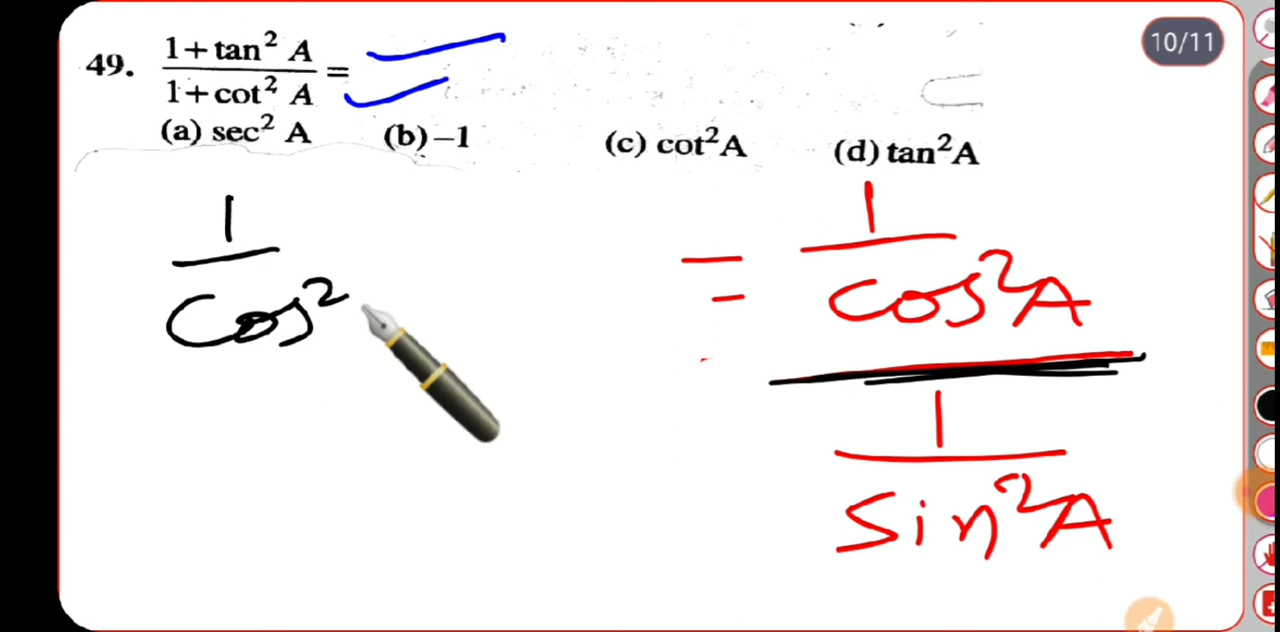 10/11
49. 1+tan² A / 1+cot² A =
(a) sec² A (b) –1 (c) cot²A (d) tan²A
1 / Cos²
= 1 / Cos²A
1 / Sin²A